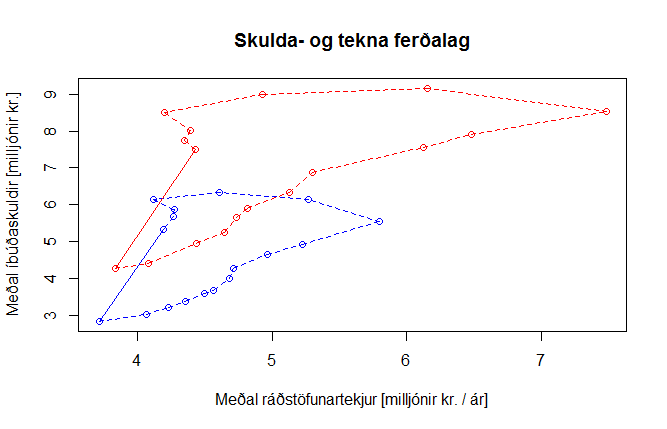 Skulda- og tekna ferðalag
Meðal íbúðaskuldir [milljónir kr.]
9
8
7
6
5
4
3
4 5 6 7
Meðal ráðstöfunartekjur [milljónir kr. / ár]